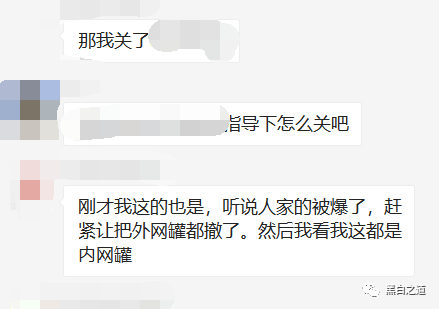 那我关了
指导下怎么关吧
刚才我这的也是，听说人家的被爆了，赶
紧让把外网罐都撤了。然后我看我这都是
内网罐
黑白之道